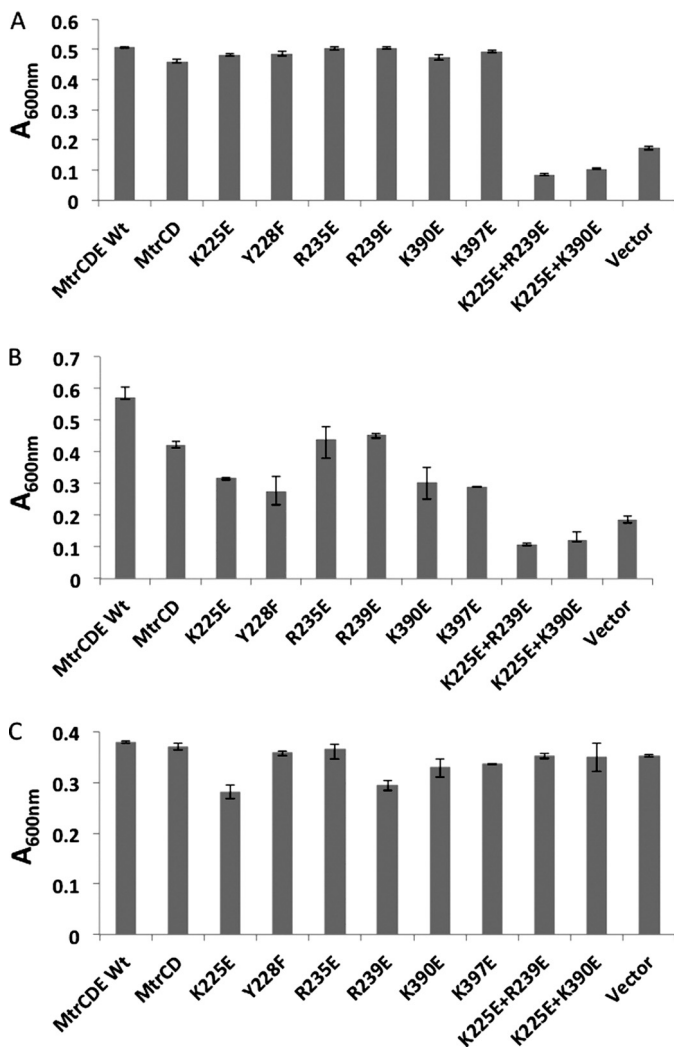 A
0.6
0.5
0.4
0.3
0.2
0.1
0
A600nm
MtrCDE Wt
MtrCD
K225E
Y228F
R235E
R239E
K390E
K397E
K225E+R239E
K225E+K390E
Vector
B
0.7
0.6
0.5
0.4
0.3
0.2
0.1
0
A600nm
MtrCDE Wt
MtrCD
K225E
Y228F
R235E
R239E
K390E
K397E
K225E+R239E
K225E+K390E
Vector
C
0.4
0.3
0.2
0.1
0
A600nm
MtrCDE Wt
MtrCD
K225E
Y228F
R235E
R239E
K390E
K397E
K225E+R239E
K225E+K390E
Vector